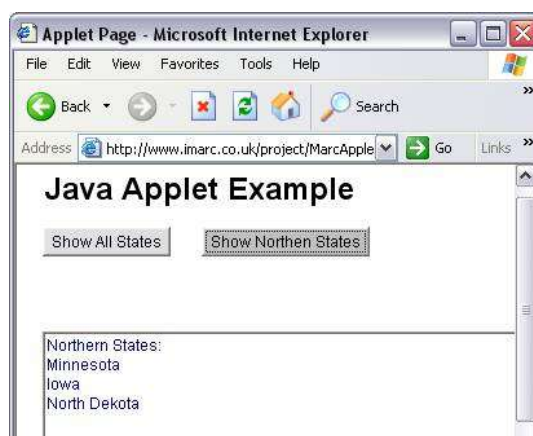 Applet Page - Microsoft Internet Explorer
File Edit View Favorites Tools Help
Back Search »
Address http://www.imarc.co.uk/project/MarcApple Go Links »
Java Applet Example
Show All States Show Northen States
Northern States:
Minnesota
Iowa
North Dekota